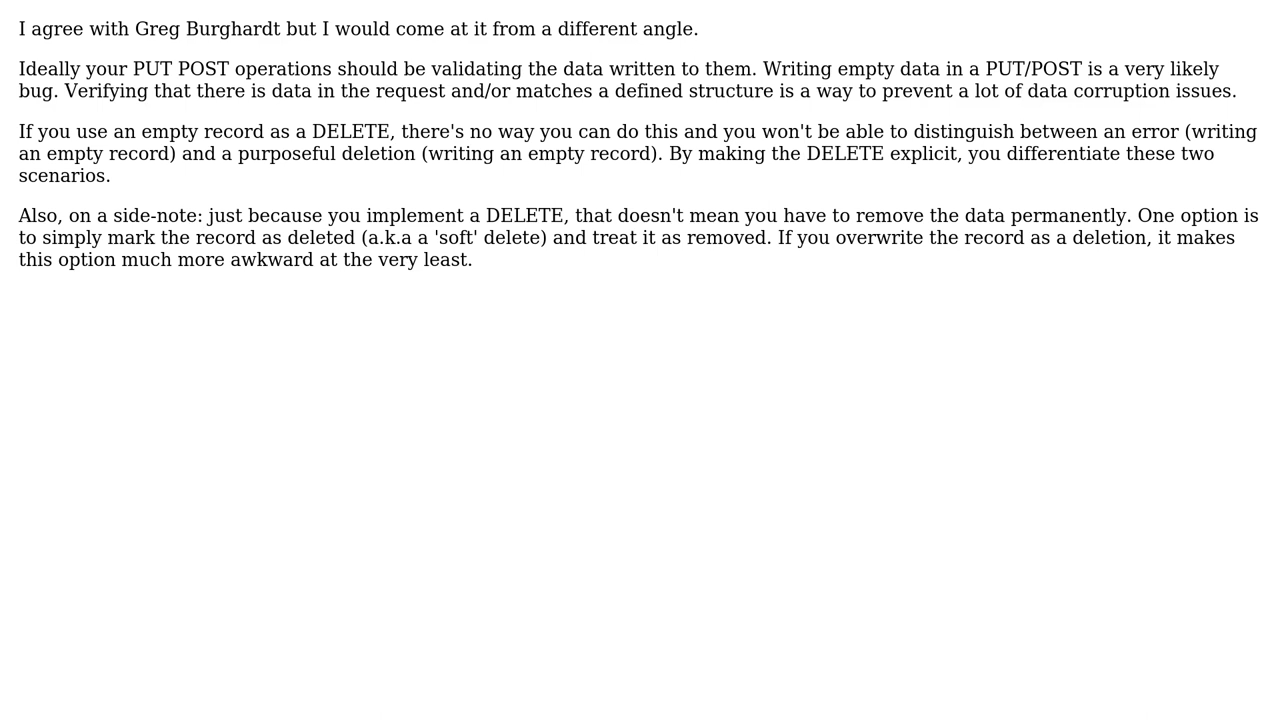 I agree with Greg Burghardt but I would come at it from a different angle.
Ideally your PUT POST operations should be validating the data written to them. Writing empty data in a PUT/POST is a very likely
bug. Verifying that there is data in the request and/or matches a defined structure is a way to prevent a lot of data corruption issues.
If you use an empty record as a DELETE, there's no way you can do this and you won't be able to distinguish between an error (writing
an empty record) and a purposeful deletion (writing an empty record). By making the DELETE explicit, you differentiate these two
scenarios.
Also, on a side-note: just because you implement a DELETE, that doesn't mean you have to remove the data permanently. One option is
to simply mark the record as deleted (a.k.a a 'soft' delete) and treat it as removed. If you overwrite the record as a deletion, it makes
this option much more awkward at the very least.